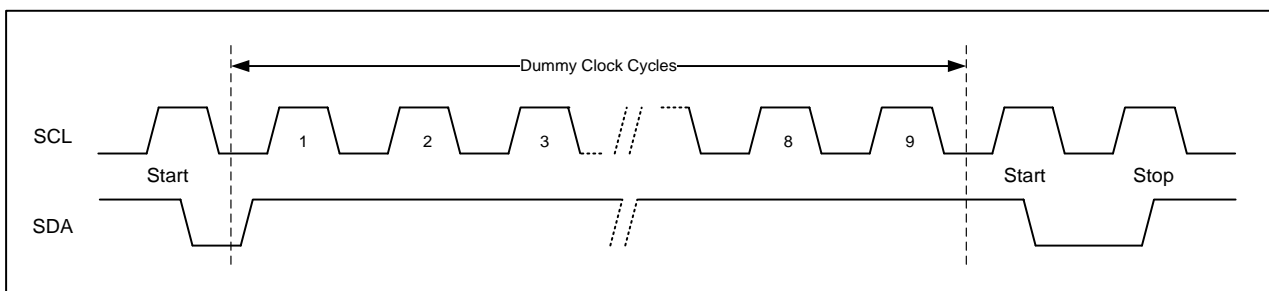 Dummy Clock Cycles
SCL
1 2 3 8 9
Start Start Stop
SDA